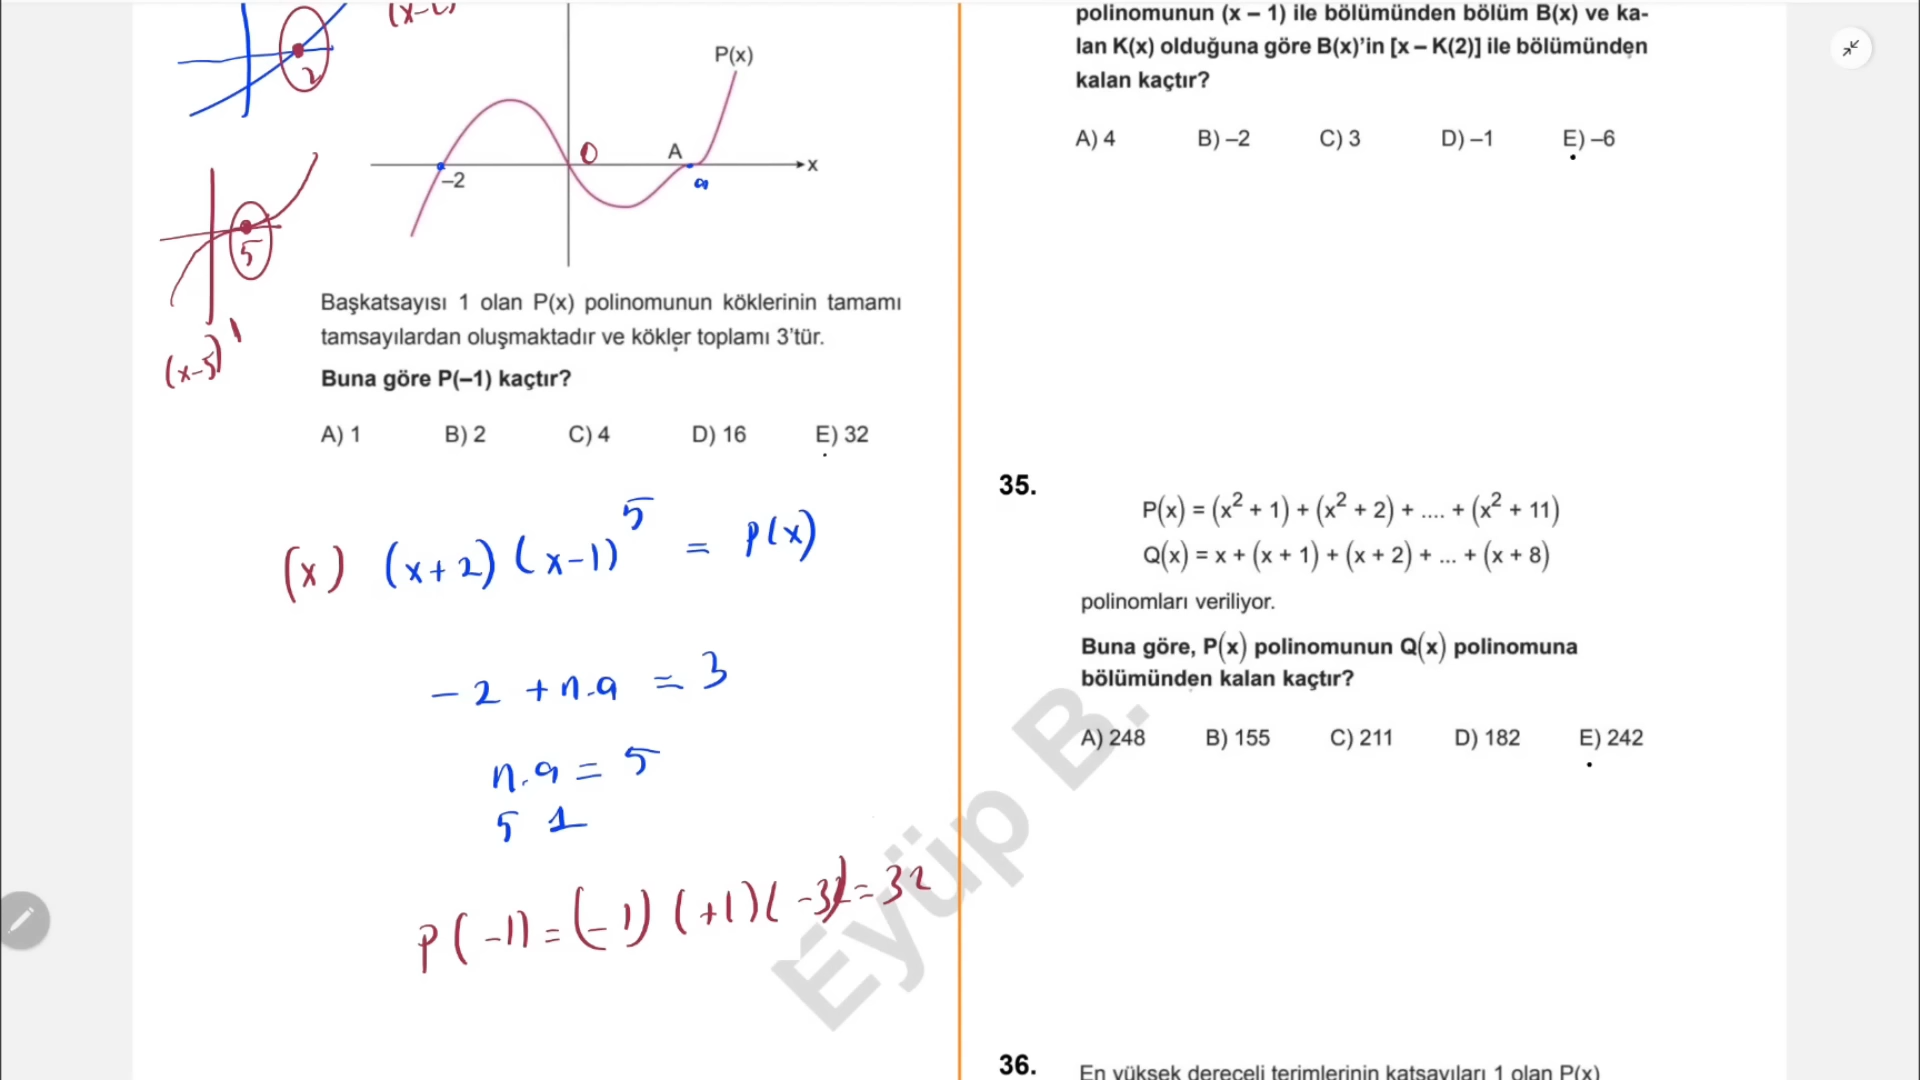 (x-
2
P(x)
0
A
x
-2
a
5
(x-5)
Başkatsayısı 1 olan P(x) polinomunun köklerinin tamamı
tamsayılardan oluşmaktadır ve kökler toplamı 3'tür.
Buna göre P(–1) kaçtır?
A) 1 B) 2 C) 4 D) 16 E) 32
(x) (x+2) (x-1)^5 = P(x)
-2 + n.a = 3
n.a = 5
5 1
P(-1) = (-1) (+1) (-32) = 32
polinomunun (x – 1) ile bölümünden bölüm B(x) ve ka-
lan K(x) olduğuna göre B(x)'in [x – K(2)] ile bölümünden
kalan kaçtır?
A) 4 B) –2 C) 3 D) –1 E) –6
35.
P(x) = (x² + 1) + (x² + 2) + .... + (x² + 11)
Q(x) = x + (x + 1) + (x + 2) + ... + (x + 8)
polinomları veriliyor.
Buna göre, P(x) polinomunun Q(x) polinomuna
bölümünden kalan kaçtır?
A) 248 B) 155 C) 211 D) 182 E) 242
Eyüp B.
36. En yüksek dereceli terimlerinin katsayıları 1 olan P(x)